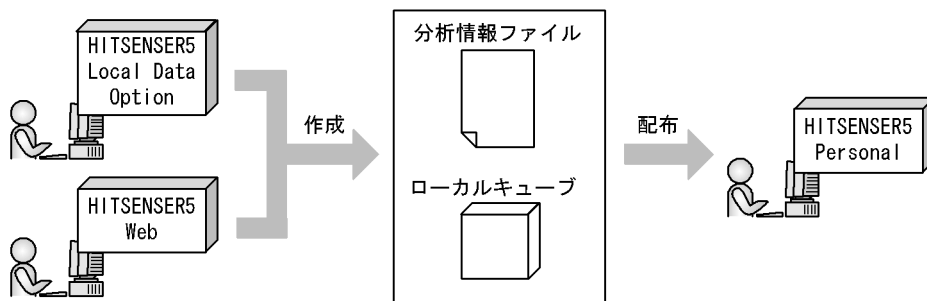 HITSENSER5
Local Data
Option
HITSENSER5
Web
作成
分析情報ファイル
ローカルキューブ
配布
HITSENSER5
Personal